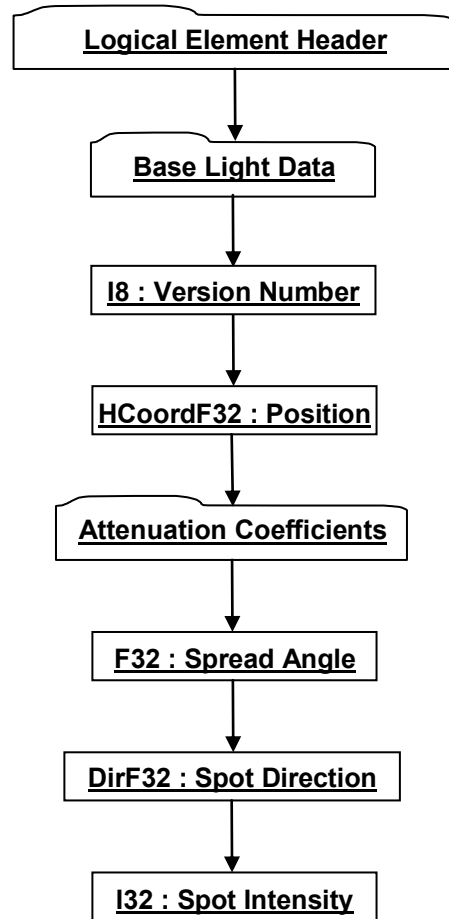 Logical Element Header
Base Light Data
I8 : Version Number
HCoordF32 : Position
Attenuation Coefficients
F32 : Spread Angle
DirF32 : Spot Direction
I32 : Spot Intensity